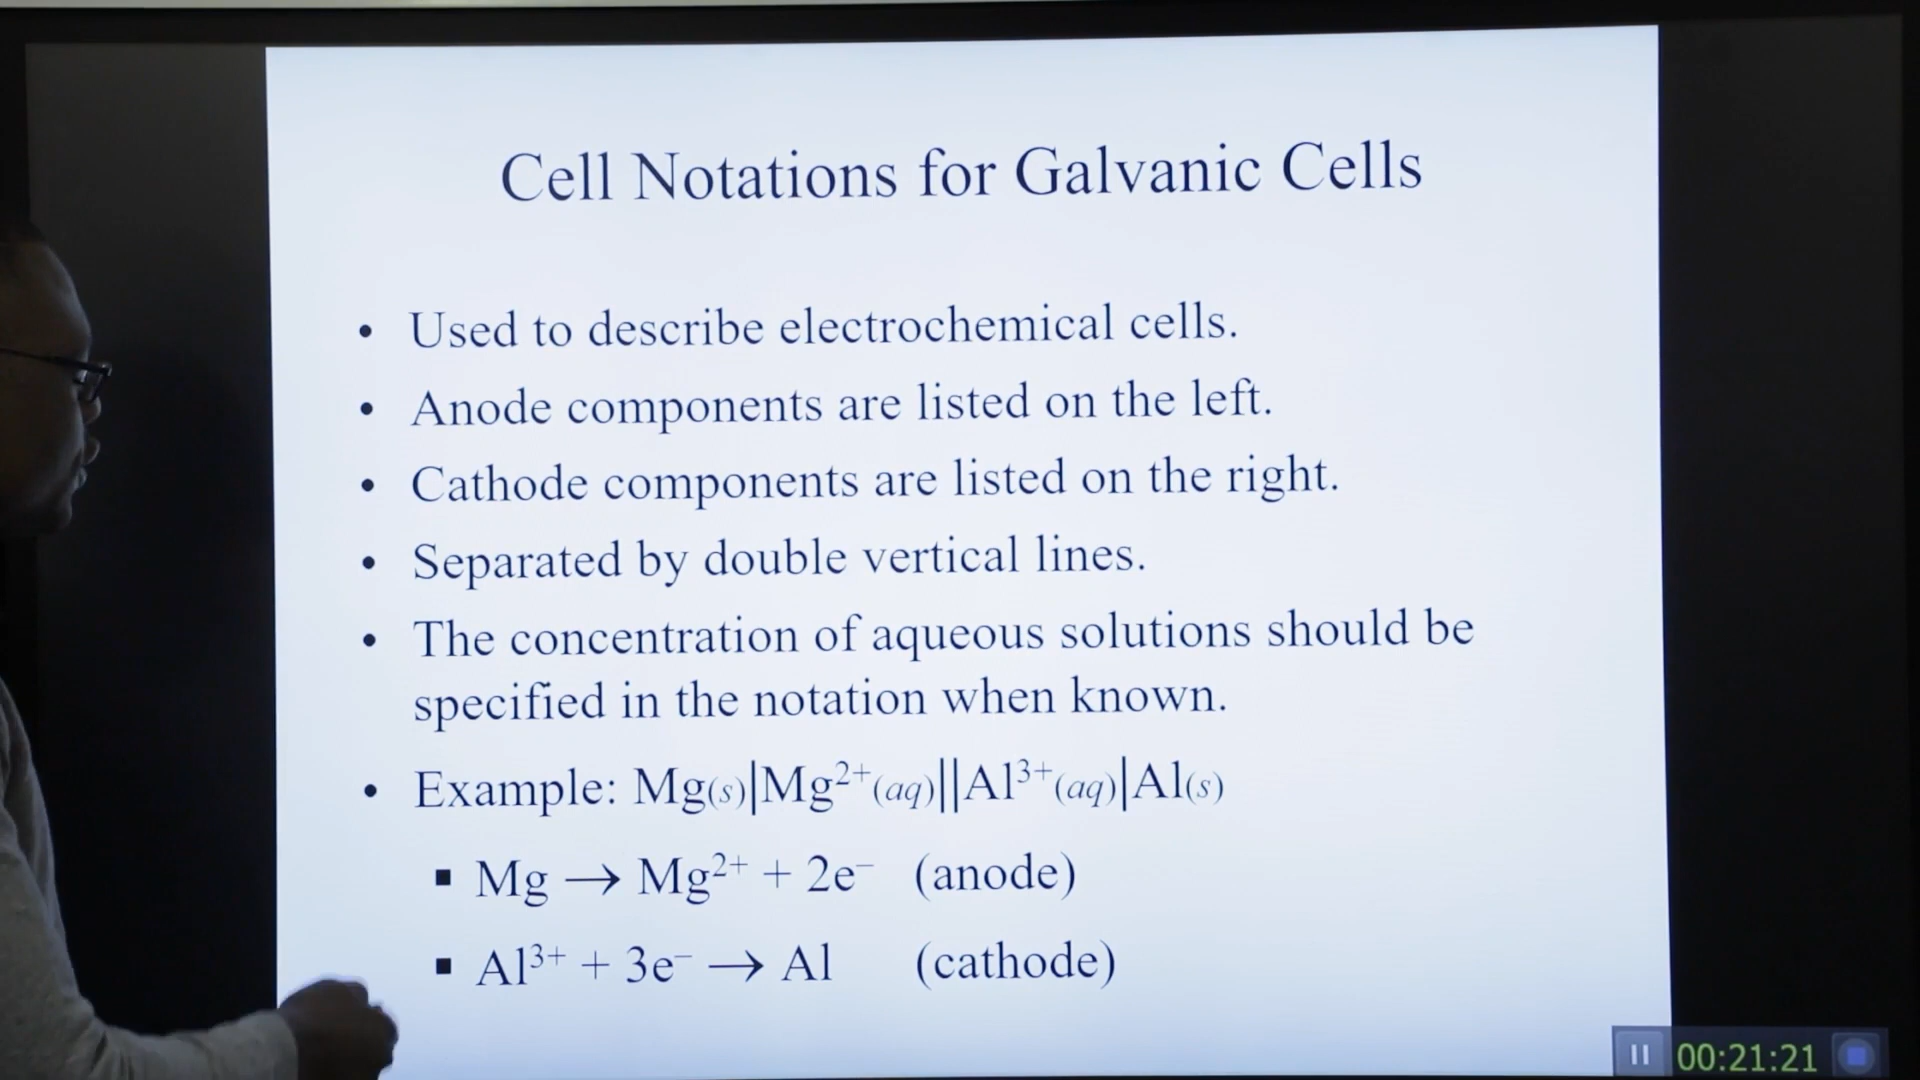 Cell Notations for Galvanic Cells
• Used to describe electrochemical cells.
• Anode components are listed on the left.
• Cathode components are listed on the right.
• Separated by double vertical lines.
• The concentration of aqueous solutions should be
specified in the notation when known.
• Example: Mg(s)|Mg²⁺(aq)||Al³⁺(aq)|Al(s)
▪ Mg → Mg²⁺ + 2e⁻ (anode)
▪ Al³⁺ + 3e⁻ → Al (cathode)
00:21:21